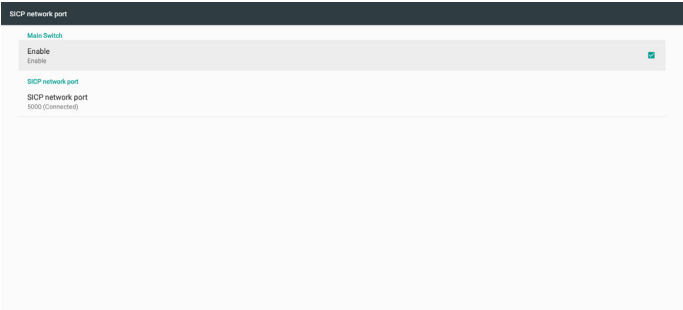 SICP network port
Main Switch
Enable
Enable
SICP network port
SICP network port
5000 (Connected)